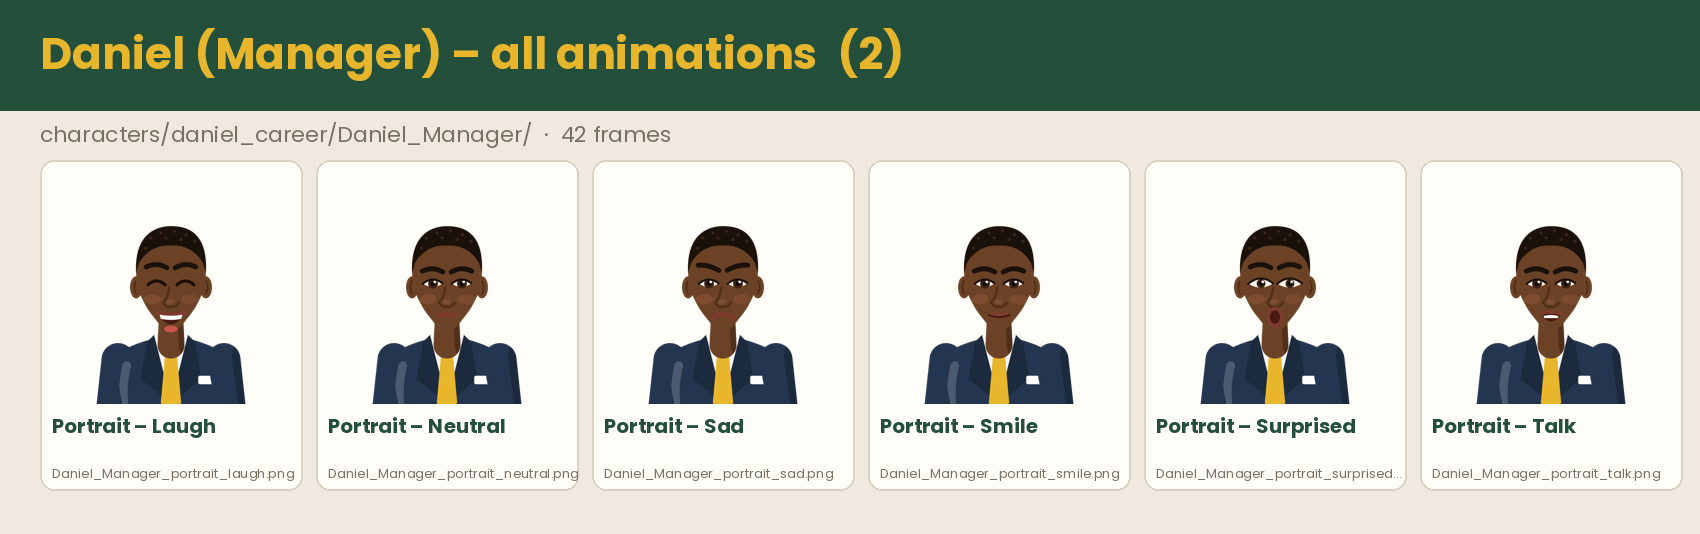 Daniel (Manager) – all animations (2)
characters/daniel_career/Daniel_Manager/ · 42 frames
Portrait – Laugh
Daniel_Manager_portrait_laugh.png
Portrait – Neutral
Daniel_Manager_portrait_neutral.png
Portrait – Sad
Daniel_Manager_portrait_sad.png
Portrait – Smile
Daniel_Manager_portrait_smile.png
Portrait – Surprised
Daniel_Manager_portrait_surprised...
Portrait – Talk
Daniel_Manager_portrait_talk.png